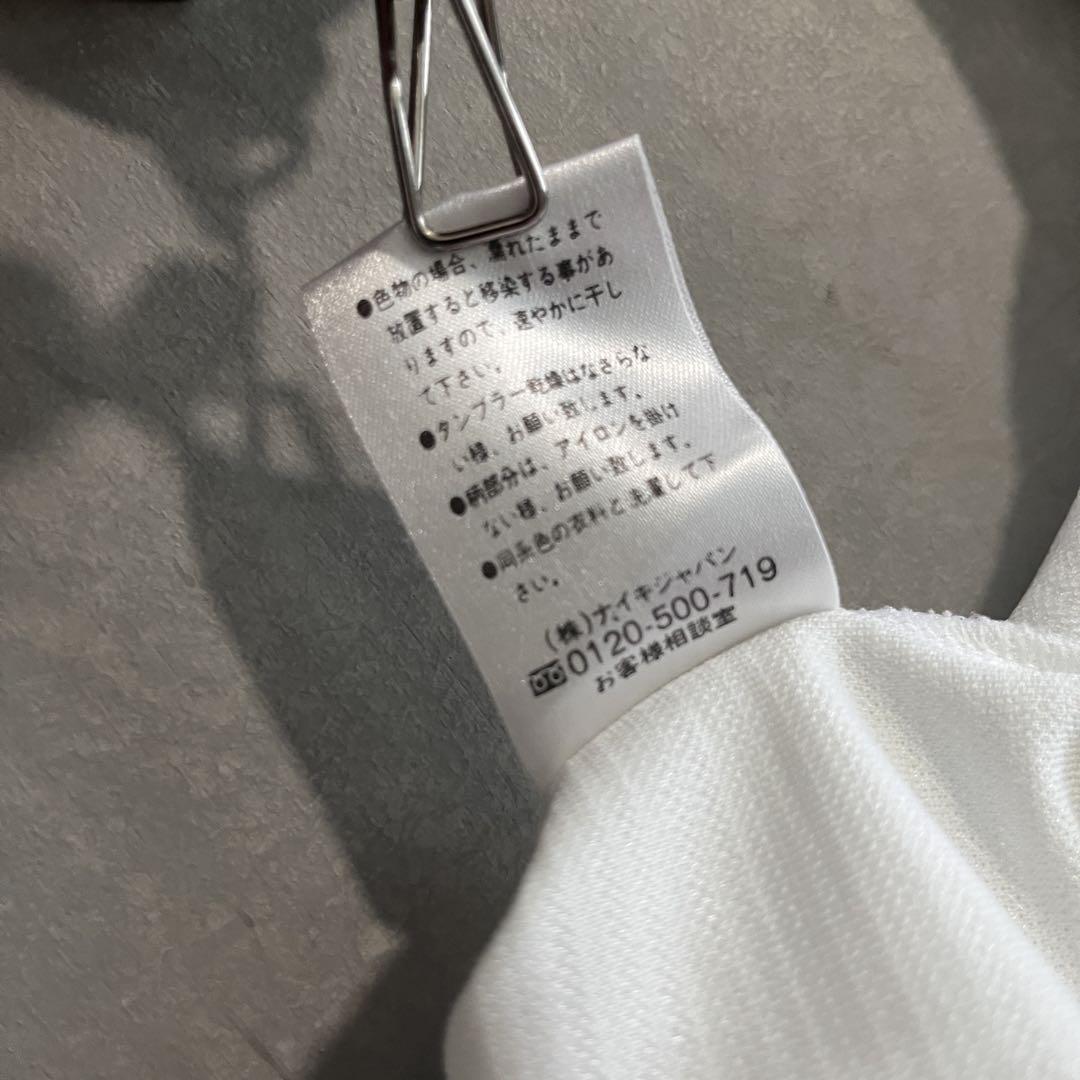 ●色物の場合、濡れたままで
放置すると移染する事があ
りますので、速やかに干し
て下さい。
●タンブラー乾燥はなさらな
い様、お願い致します。
●柄部分は、アイロンを掛け
ない様、お願い致します。
●同系色の衣料と洗濯して下
さい。
(株)ナイキジャパン
0120-500-719
お客様相談室